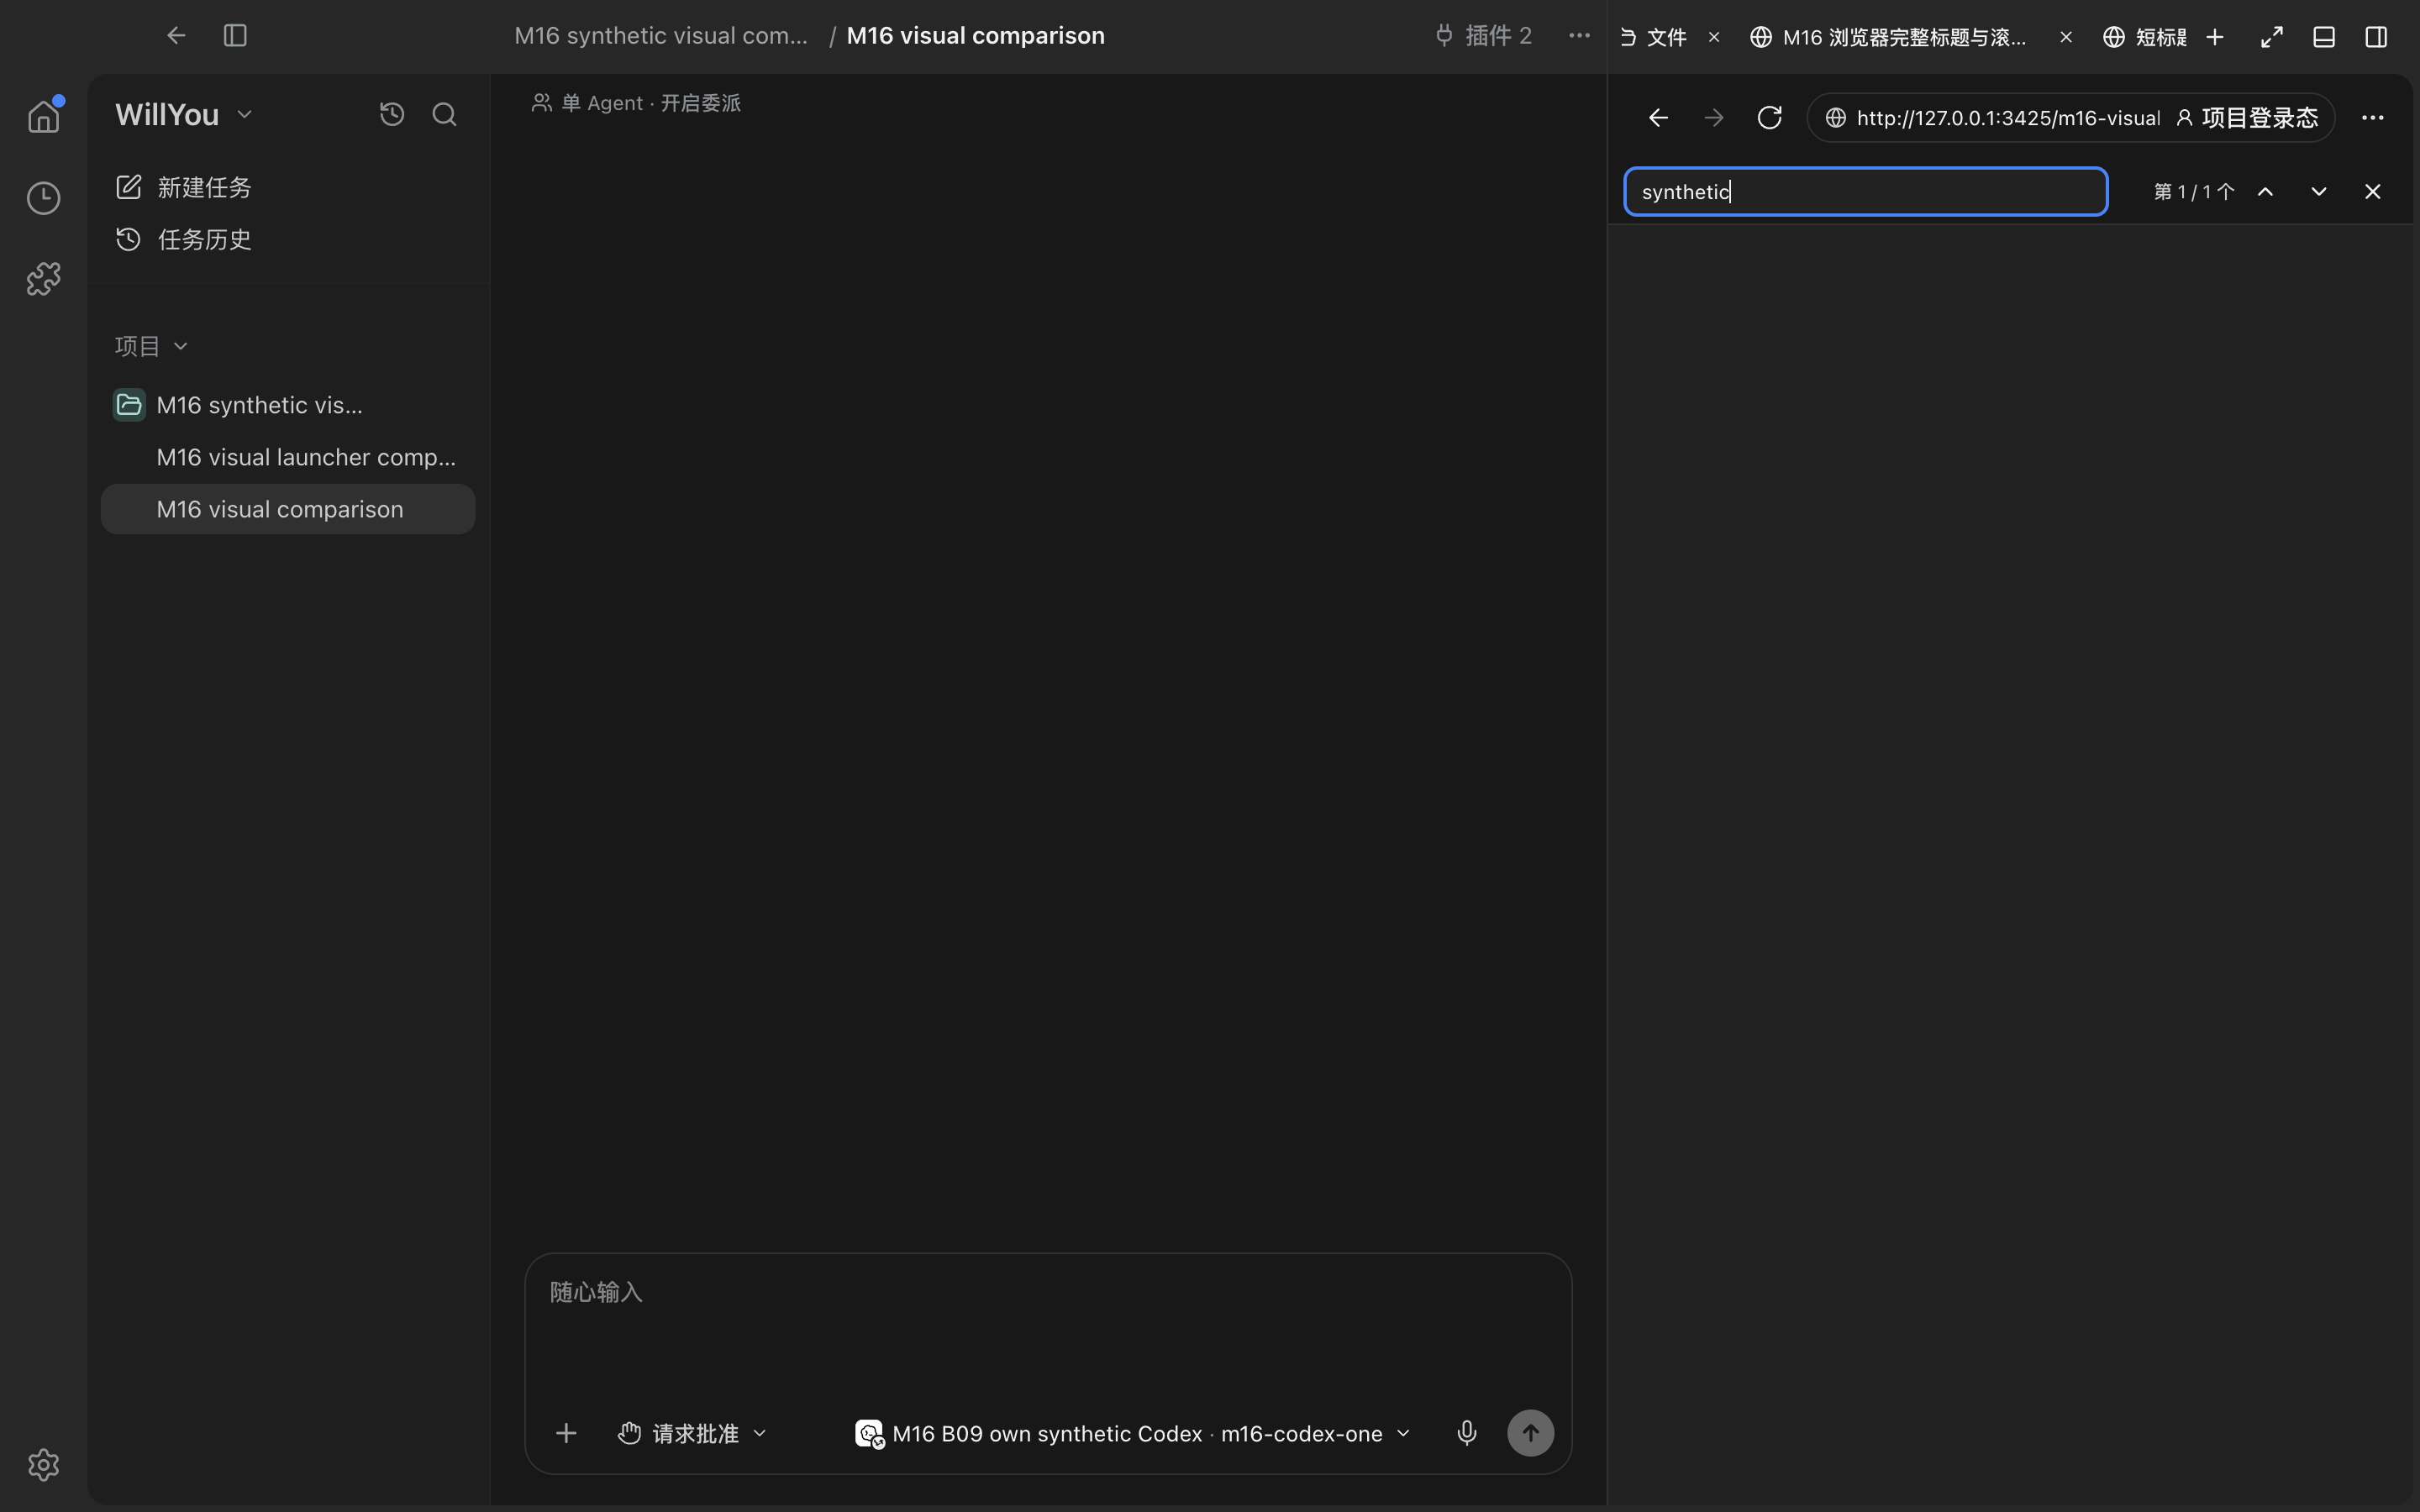 M16 synthetic visual com... / M16 visual comparison
插件 2
文件
M16 浏览器完整标题与滚...
短标题
WillYou
新建任务
任务历史
项目
M16 synthetic vis...
M16 visual launcher comp...
M16 visual comparison
单 Agent · 开启委派
http://127.0.0.1:3425/m16-visual
项目登录态
synthetic
第 1 / 1 个
随心输入
请求批准
M16 B09 own synthetic Codex · m16-codex-one